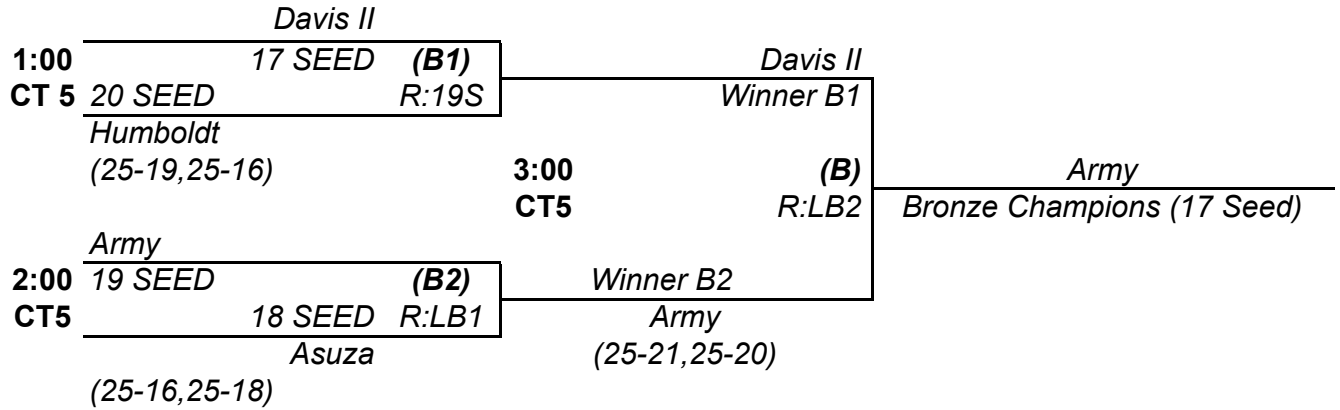 Davis II
1:00 17 SEED (B1) Davis II
CT 5 20 SEED R:19S Winner B1
Humboldt
(25-19,25-16) 3:00 (B) Army
CT5 R:LB2 Bronze Champions (17 Seed)
Army
2:00 19 SEED (B2) Winner B2
CT5 18 SEED R:LB1 Army
Asuza (25-21,25-20)
(25-16,25-18)